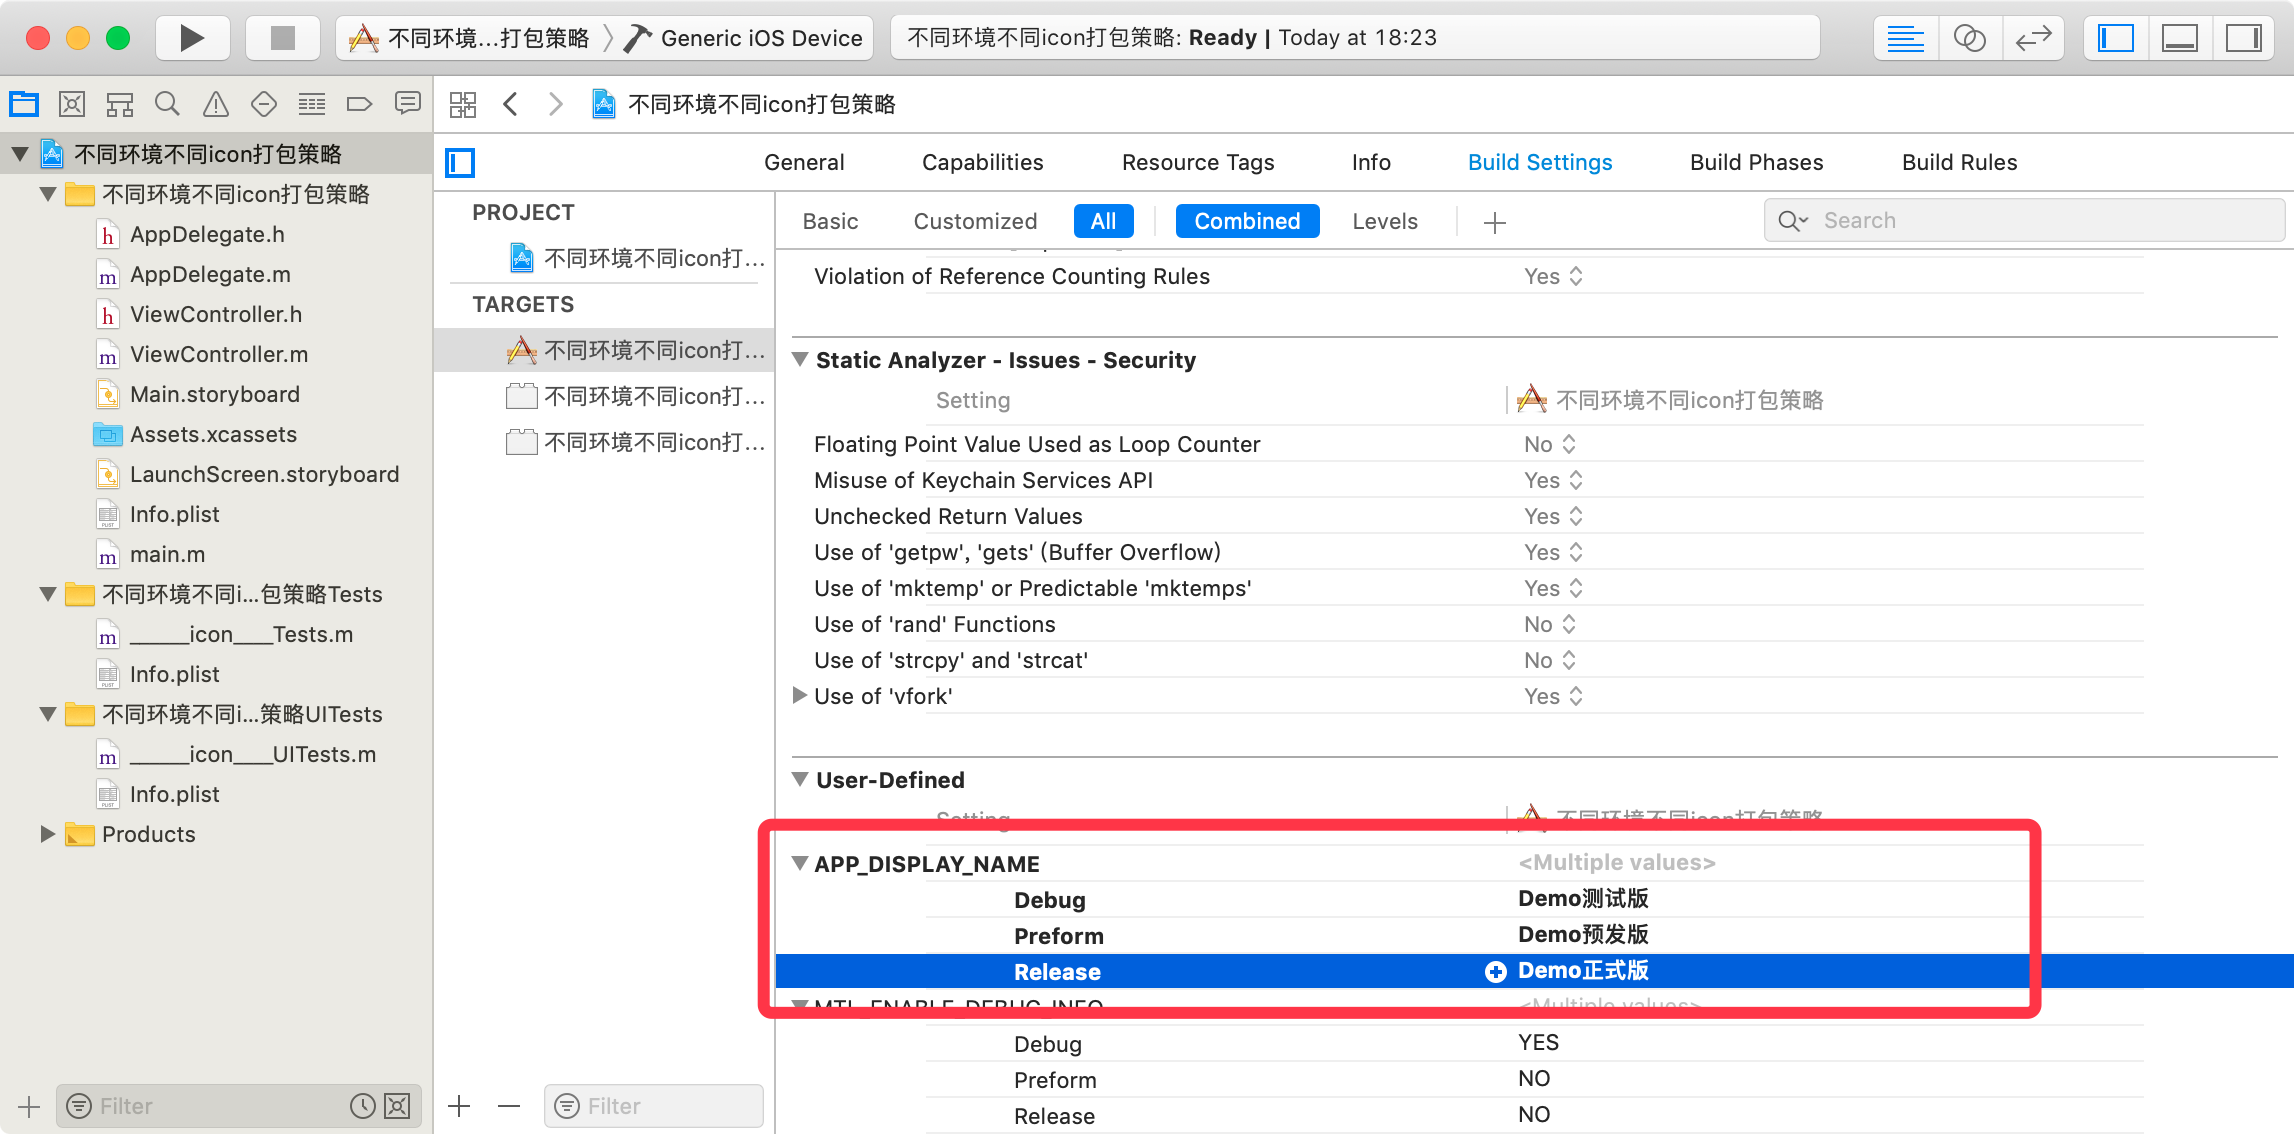 不同环境...打包策略 Generic iOS Device
不同环境不同icon打包策略: Ready | Today at 18:23
不同环境不同icon打包策略
不同环境不同icon打包策略
不同环境不同icon打包策略
AppDelegate.h
AppDelegate.m
ViewController.h
ViewController.m
Main.storyboard
Assets.xcassets
LaunchScreen.storyboard
Info.plist
main.m
不同环境不同i...包策略Tests
______icon____Tests.m
Info.plist
不同环境不同i...策略UITests
______icon____UITests.m
Info.plist
Products
Filter
General Capabilities Resource Tags Info Build Settings Build Phases Build Rules
PROJECT
不同环境不同icon打...
TARGETS
不同环境不同icon打...
不同环境不同icon打...
不同环境不同icon打...
Filter
Basic Customized All Combined Levels
Search
Violation of Reference Counting Rules Yes
Static Analyzer - Issues - Security
Setting 不同环境不同icon打包策略
Floating Point Value Used as Loop Counter No
Misuse of Keychain Services API Yes
Unchecked Return Values Yes
Use of 'getpw', 'gets' (Buffer Overflow) Yes
Use of 'mktemp' or Predictable 'mktemps' Yes
Use of 'rand' Functions No
Use of 'strcpy' and 'strcat' No
Use of 'vfork' Yes
User-Defined
Setting 不同环境不同icon打包策略
APP_DISPLAY_NAME <Multiple values>
Debug Demo测试版
Preform Demo预发版
Release Demo正式版
MTL_ENABLE_DEBUG_INFO <Multiple values>
Debug YES
Preform NO
Release NO